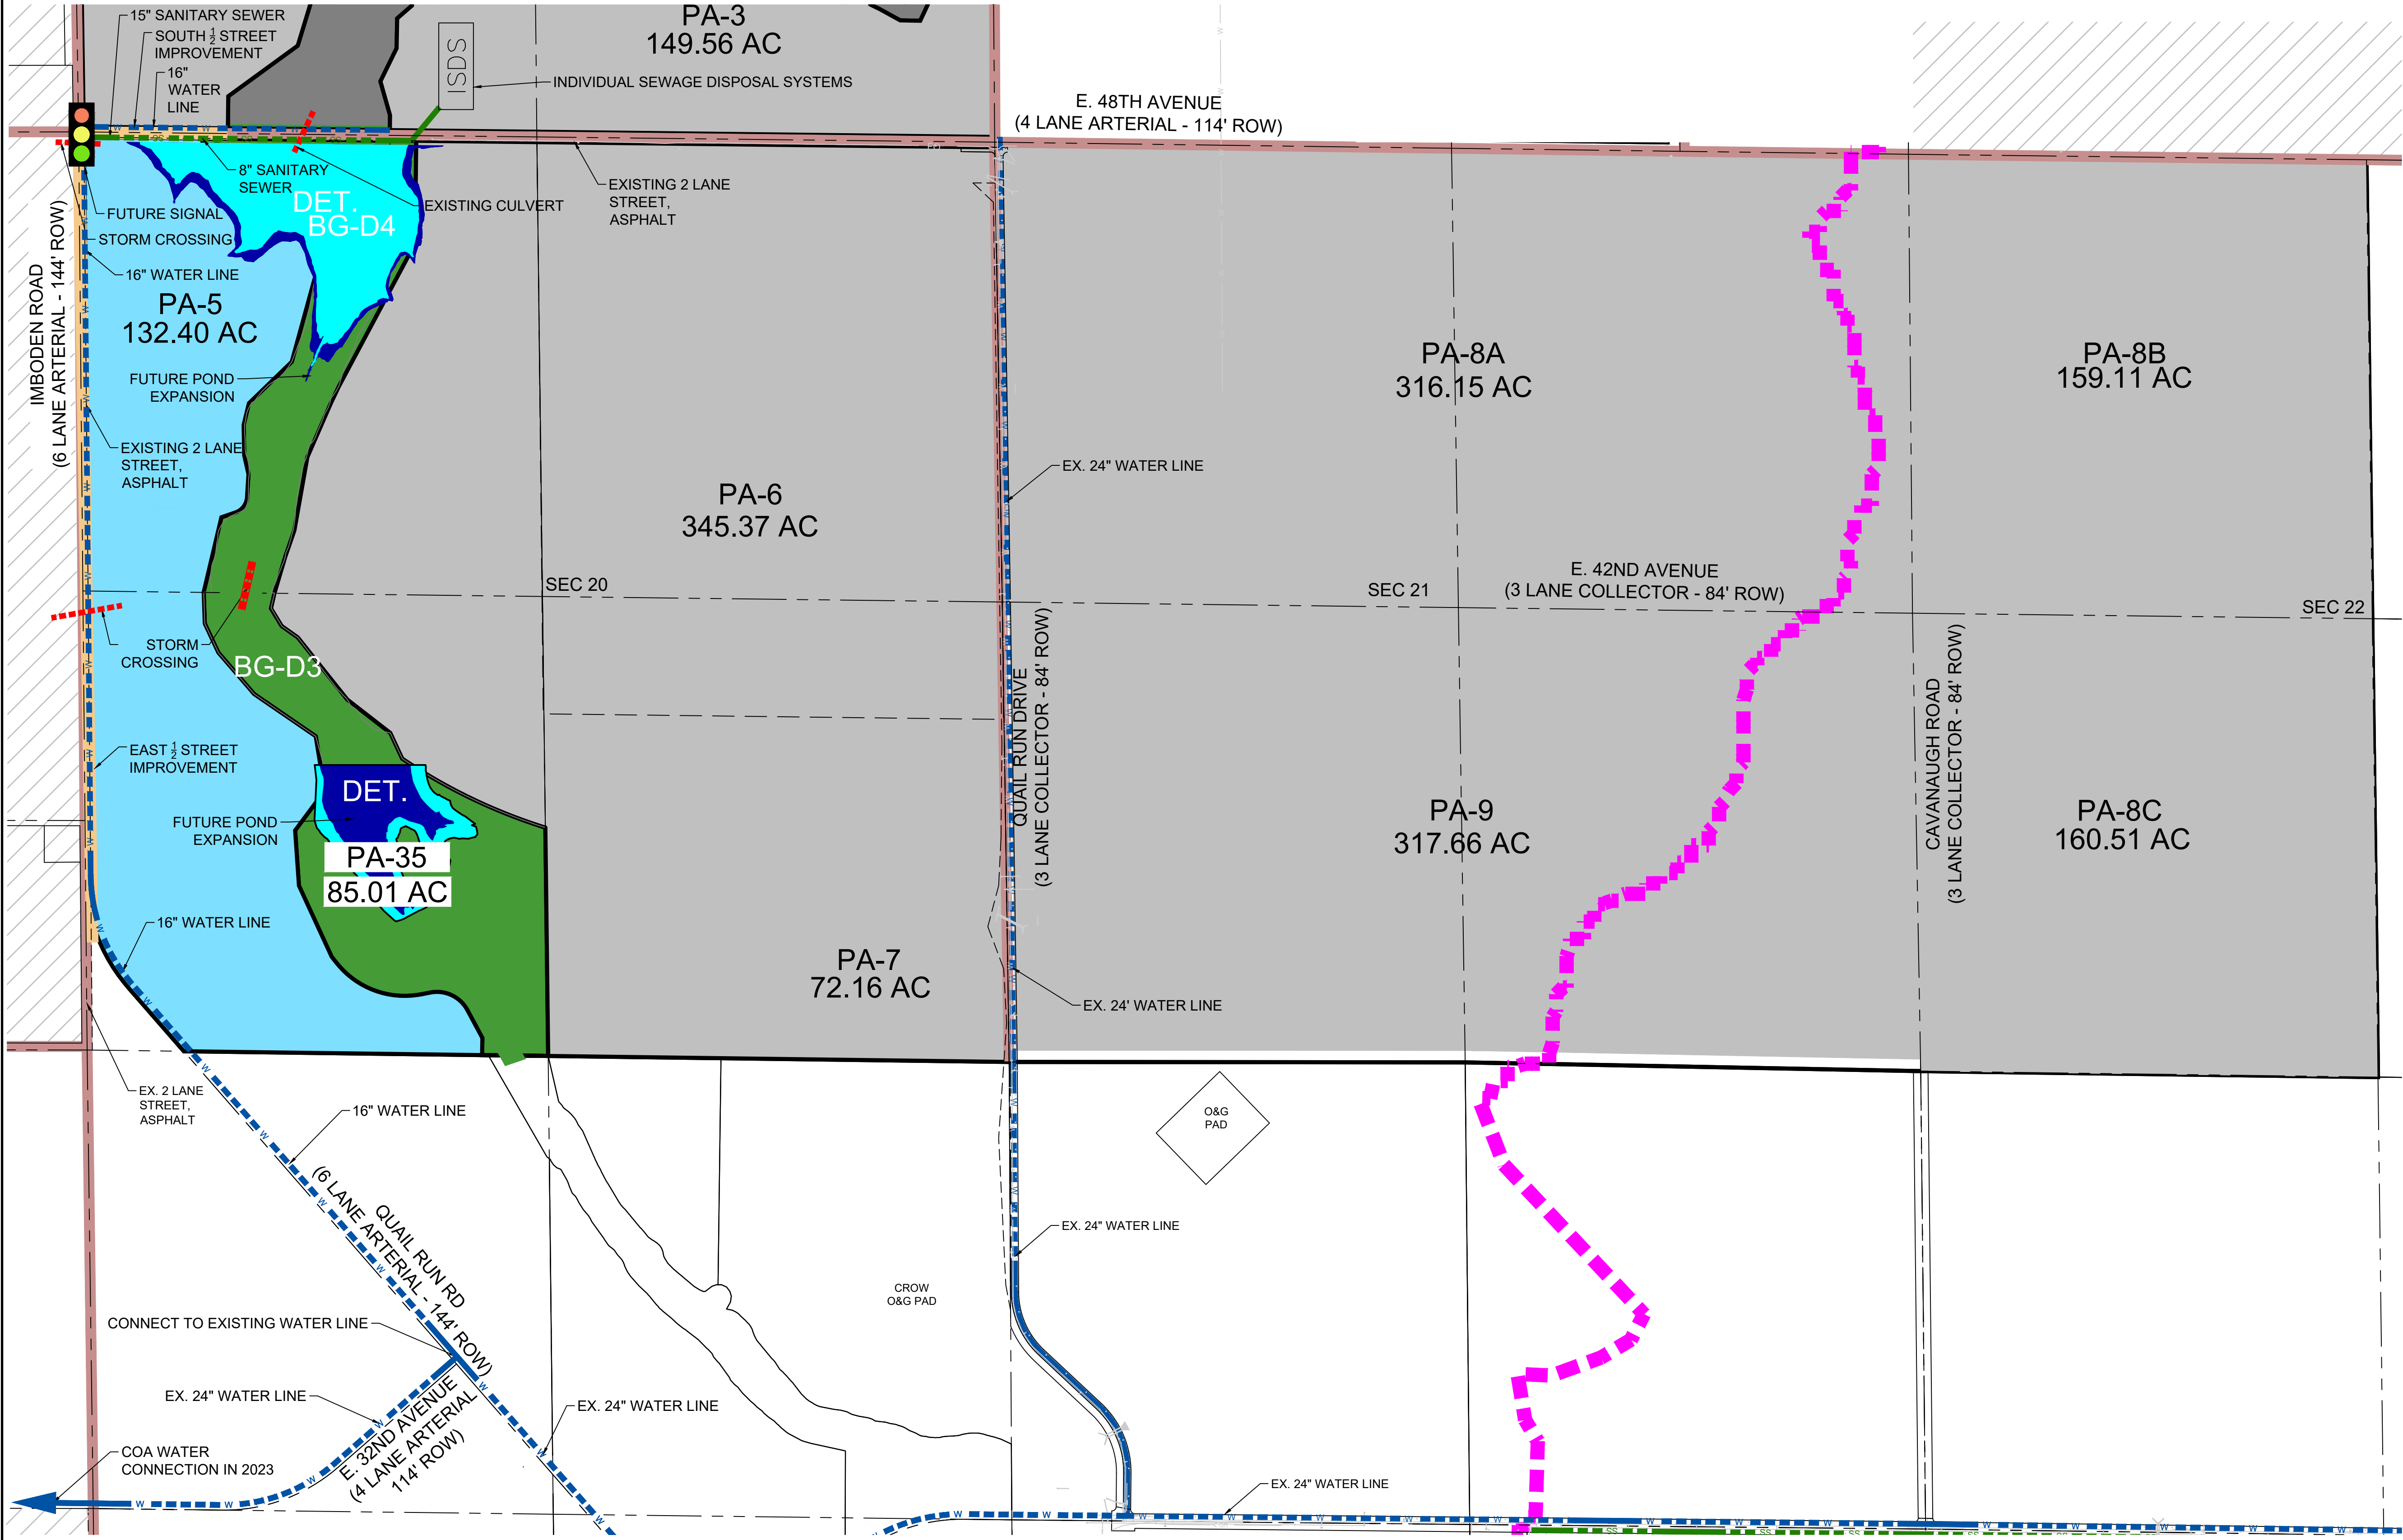 15" SANITARY SEWER
SOUTH ½ STREET
IMPROVEMENT
16"
WATER
LINE
ISDS
PA-3
149.56 AC
INDIVIDUAL SEWAGE DISPOSAL SYSTEMS
E. 48TH AVENUE
(4 LANE ARTERIAL - 114' ROW)
8" SANITARY
SEWER
DET.
BG-D4
EXISTING CULVERT
EXISTING 2 LANE
STREET,
ASPHALT
FUTURE SIGNAL
STORM CROSSING
16" WATER LINE
IMBODEN ROAD
(6 LANE ARTERIAL - 144' ROW)
PA-5
132.40 AC
FUTURE POND
EXPANSION
EXISTING 2 LANE
STREET,
ASPHALT
PA-6
345.37 AC
EX. 24" WATER LINE
PA-8A
316.15 AC
PA-8B
159.11 AC
SEC 20
SEC 21
E. 42ND AVENUE
(3 LANE COLLECTOR - 84' ROW)
SEC 22
STORM
CROSSING
BG-D3
EAST ½ STREET
IMPROVEMENT
DET.
FUTURE POND
EXPANSION
PA-35
85.01 AC
QUAIL RUN DRIVE
(3 LANE COLLECTOR - 84' ROW)
PA-9
317.66 AC
CAVANAUGH ROAD
(3 LANE COLLECTOR - 84' ROW)
PA-8C
160.51 AC
16" WATER LINE
PA-7
72.16 AC
EX. 24' WATER LINE
EX. 2 LANE
STREET,
ASPHALT
16" WATER LINE
O&G
PAD
QUAIL RUN RD
(6 LANE ARTERIAL - 144' ROW)
EX. 24" WATER LINE
CROW
O&G PAD
CONNECT TO EXISTING WATER LINE
EX. 24" WATER LINE
E. 32ND AVENUE
(4 LANE ARTERIAL
114' ROW)
EX. 24" WATER LINE
COA WATER
CONNECTION IN 2023
EX. 24" WATER LINE